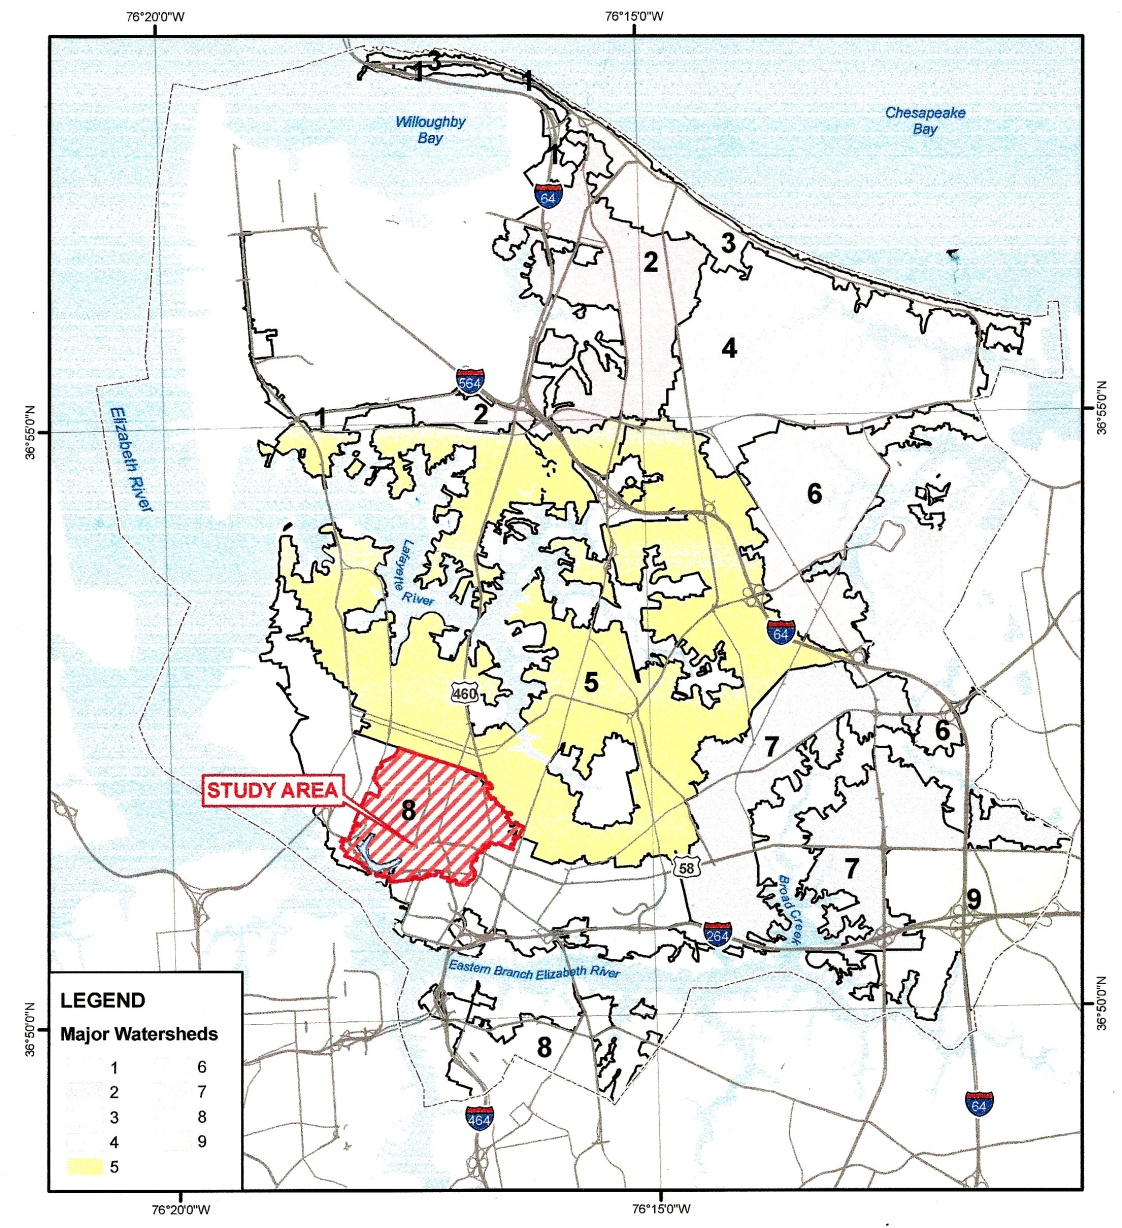 76°20'0"W
76°15'0"W
3
1
1
Willoughby
Bay
Chesapeake
Bay
1
64
3
2
4
564
1
2
36°55'0"N
36°55'0"N
Elizabeth River
6
Lafayette
River
64
5
460
6
7
STUDY AREA
8
58
7
Broad Creek
9
264
Eastern Branch Elizabeth River
36°50'0"N
36°50'0"N
8
464
64
LEGEND
Major Watersheds
1
6
2
7
3
8
4
9
5
76°20'0"W
76°15'0"W